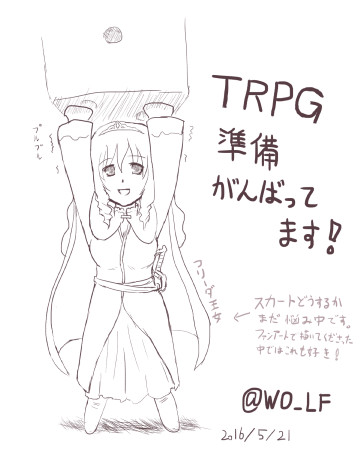 TRPG
準備
がんばって
ます!
プルプル
フリーダ王女
スカートどうするか
まだ悩み中です。
ファンアートで描いてくださった
中ではこれも好き!
@WO_LF
2016/5/21